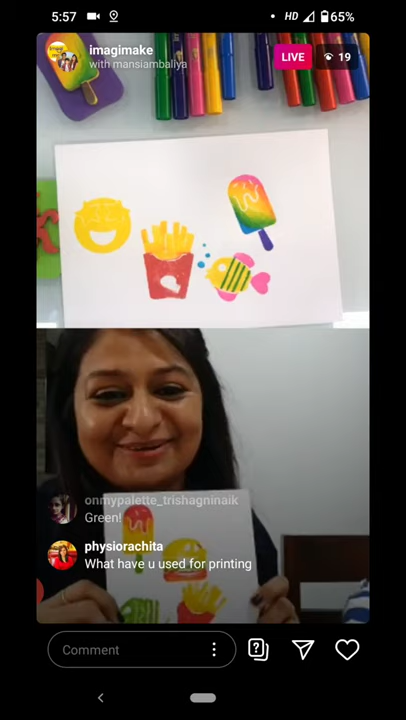 5:57
HD
65%
imagimake
with mansiambaliya
LIVE
19
onmypalette_trishagninaik
Green!
physiorachita
What have u used for printing
Comment